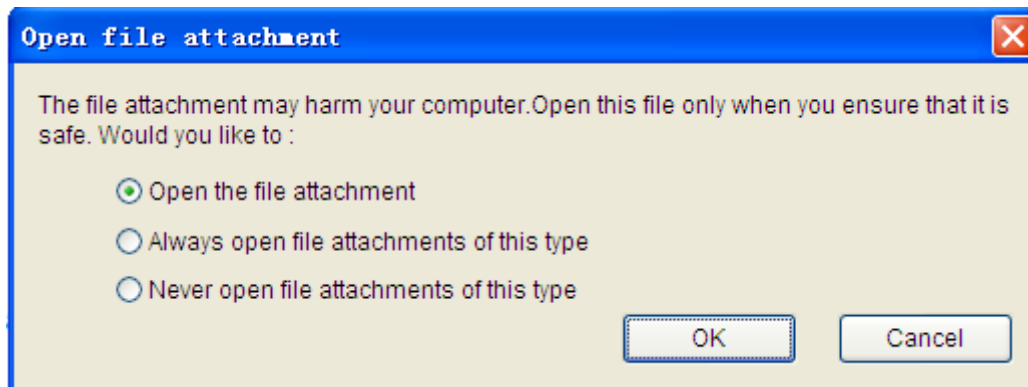 Open file attachment
The file attachment may harm your computer.Open this file only when you ensure that it is
safe. Would you like to :
Open the file attachment
Always open file attachments of this type
Never open file attachments of this type
OK Cancel